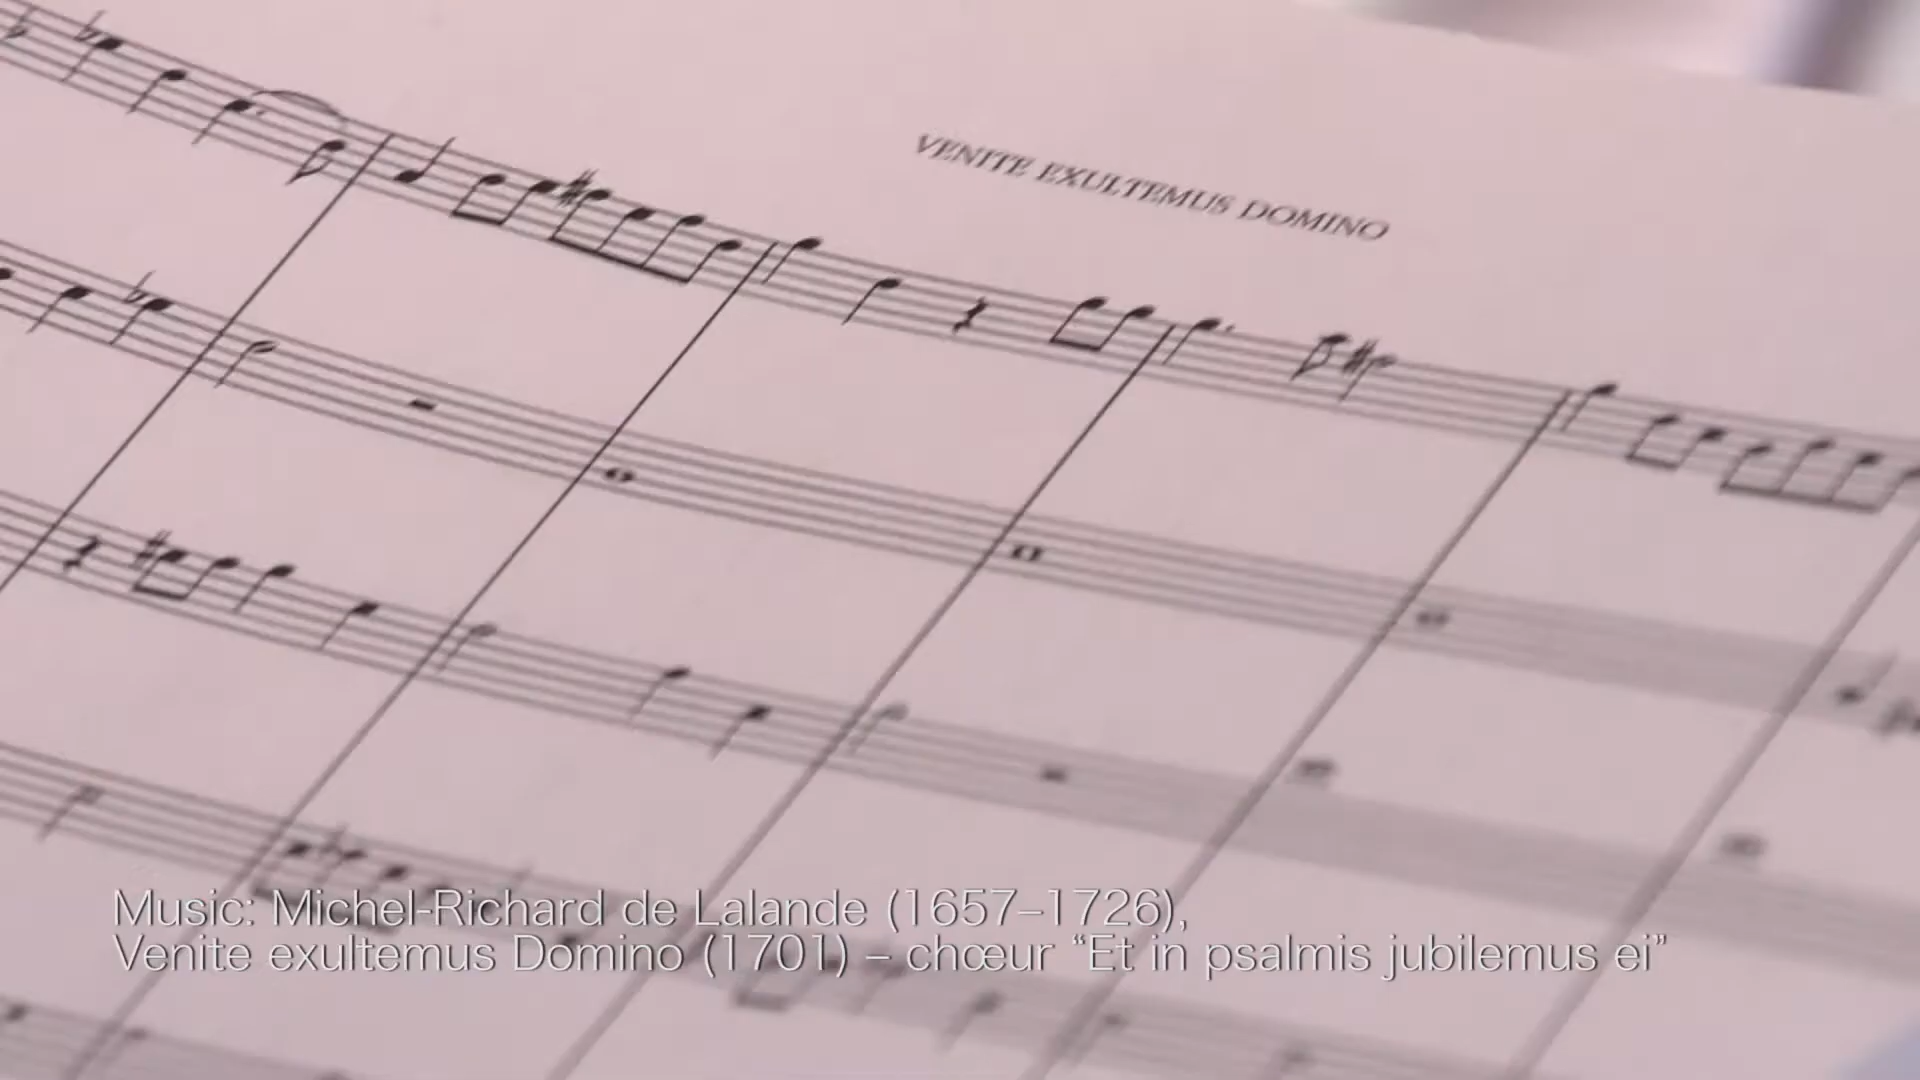 VENITE EXULTEMUS DOMINO
Music: Michel-Richard de Lalande (1657–1726),
Venite exultemus Domino (1701) – chœur “Et in psalmis jubilemus ei”